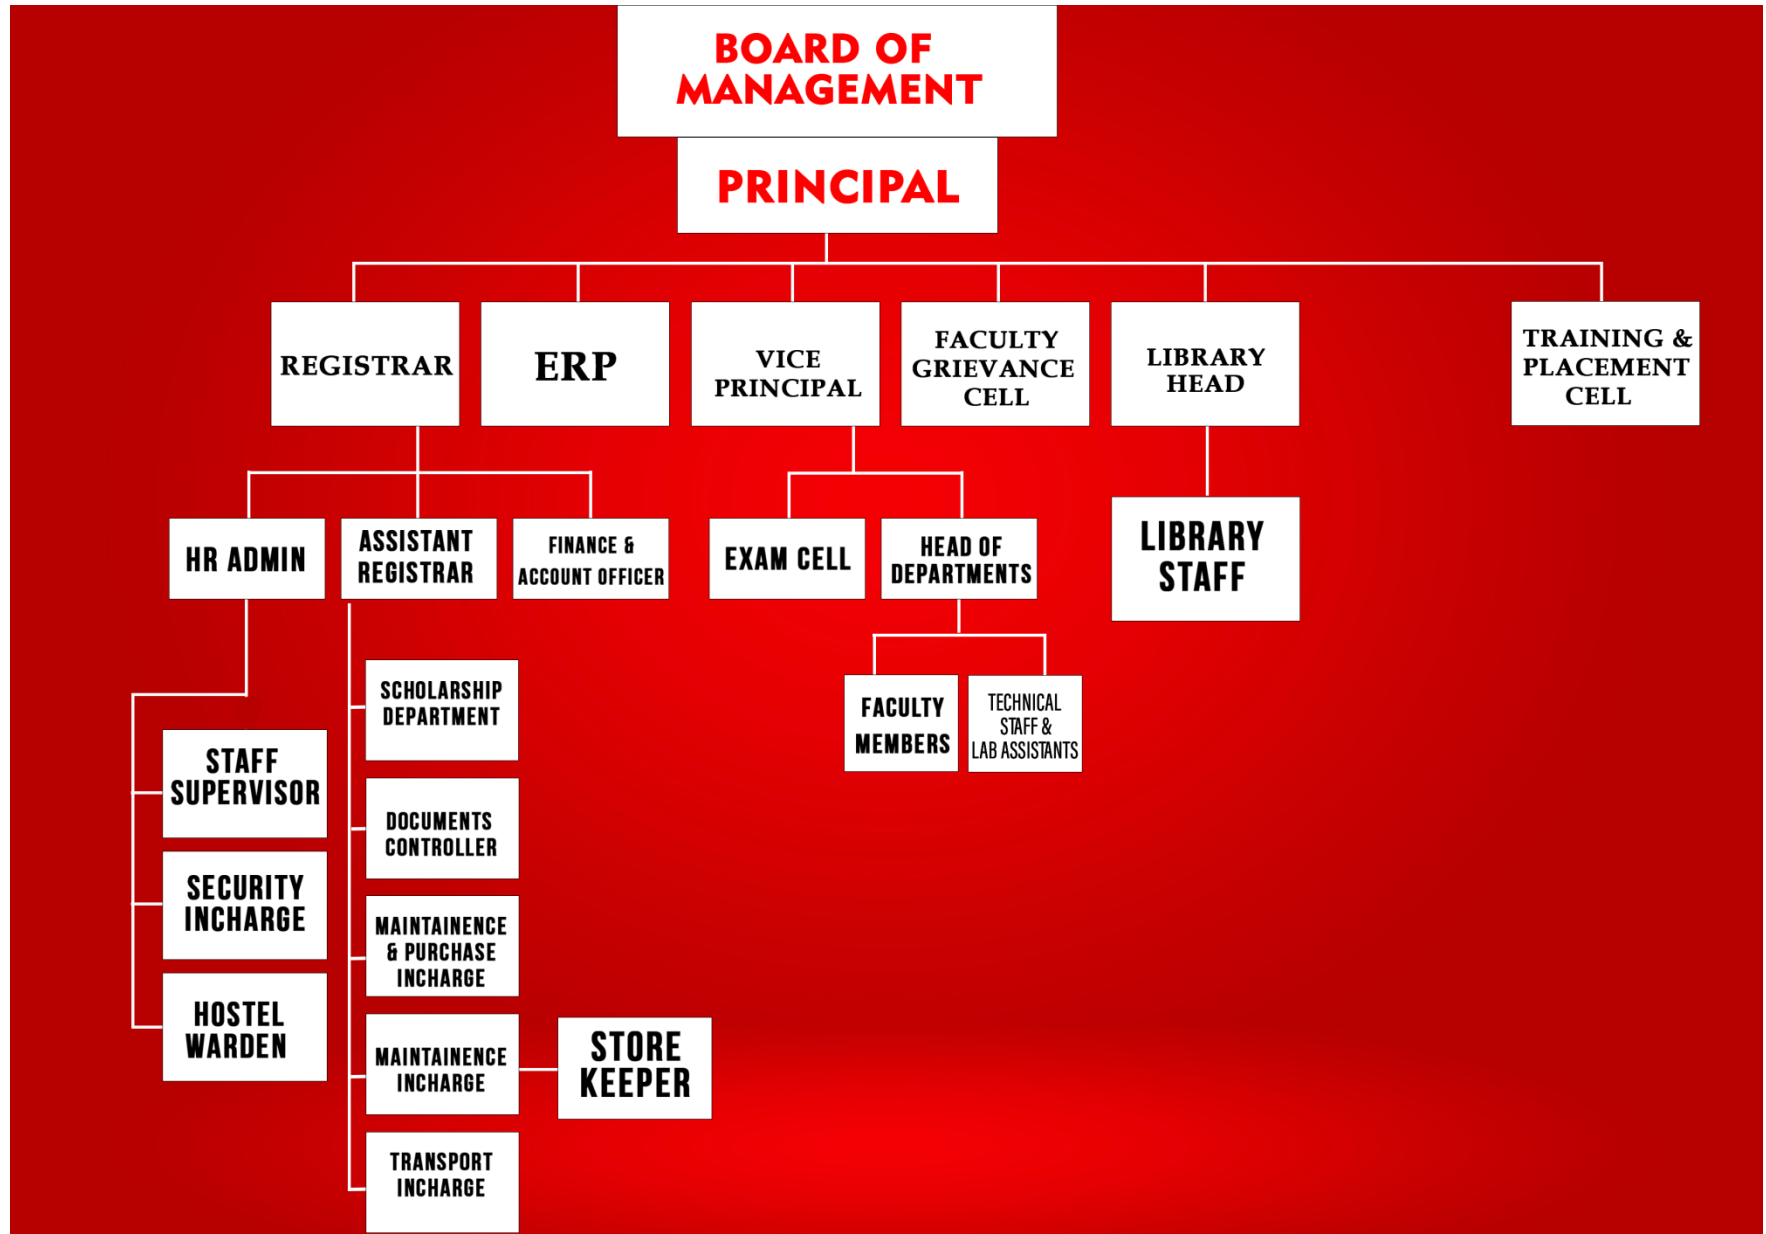 BOARD OF
MANAGEMENT
PRINCIPAL
REGISTRAR
ERP
VICE
PRINCIPAL
FACULTY
GRIEVANCE
CELL
LIBRARY
HEAD
TRAINING &
PLACEMENT
CELL
HR ADMIN
ASSISTANT
REGISTRAR
FINANCE &
ACCOUNT OFFICER
EXAM CELL
HEAD OF
DEPARTMENTS
LIBRARY
STAFF
STAFF
SUPERVISOR
SECURITY
INCHARGE
HOSTEL
WARDEN
SCHOLARSHIP
DEPARTMENT
DOCUMENTS
CONTROLLER
MAINTAINENCE
& PURCHASE
INCHARGE
MAINTAINENCE
INCHARGE
STORE
KEEPER
TRANSPORT
INCHARGE
FACULTY
MEMBERS
TECHNICAL
STAFF &
LAB ASSISTANTS